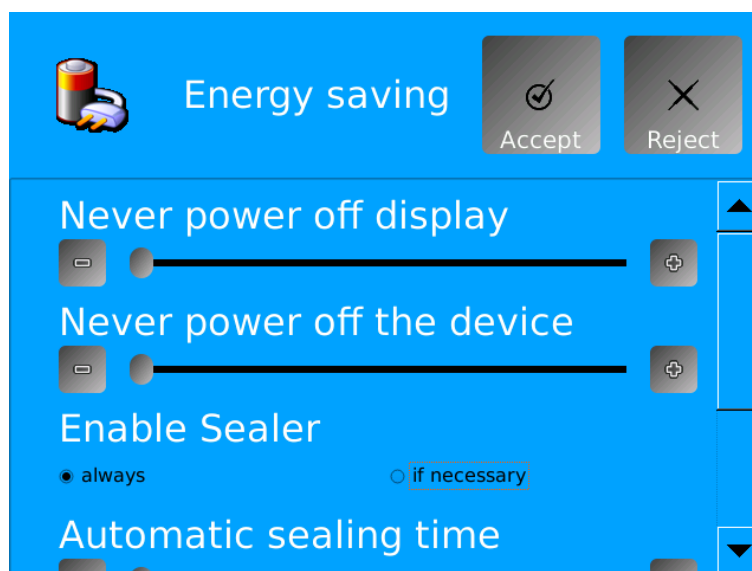 Energy saving
Accept
Reject
Never power off display
Never power off the device
Enable Sealer
always
if necessary
Automatic sealing time